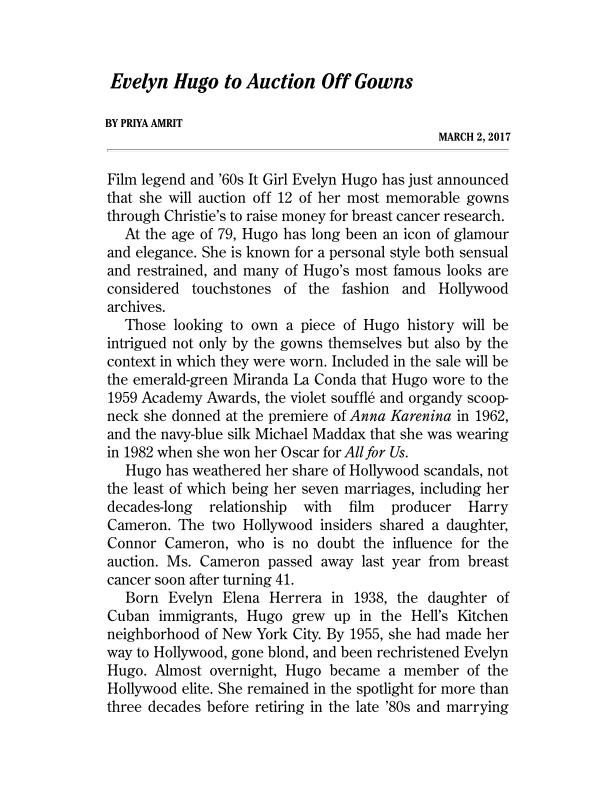 Evelyn Hugo to Auction Off Gowns
BY PRIYA AMRIT
MARCH 2, 2017
Film legend and ’60s It Girl Evelyn Hugo has just announced
that she will auction off 12 of her most memorable gowns
through Christie’s to raise money for breast cancer research.
At the age of 79, Hugo has long been an icon of glamour
and elegance. She is known for a personal style both sensual
and restrained, and many of Hugo’s most famous looks are
considered touchstones of the fashion and Hollywood
archives.
Those looking to own a piece of Hugo history will be
intrigued not only by the gowns themselves but also by the
context in which they were worn. Included in the sale will be
the emerald-green Miranda La Conda that Hugo wore to the
1959 Academy Awards, the violet soufflé and organdy scoop-
neck she donned at the premiere of Anna Karenina in 1962,
and the navy-blue silk Michael Maddax that she was wearing
in 1982 when she won her Oscar for All for Us.
Hugo has weathered her share of Hollywood scandals, not
the least of which being her seven marriages, including her
decades-long relationship with film producer Harry
Cameron. The two Hollywood insiders shared a daughter,
Connor Cameron, who is no doubt the influence for the
auction. Ms. Cameron passed away last year from breast
cancer soon after turning 41.
Born Evelyn Elena Herrera in 1938, the daughter of
Cuban immigrants, Hugo grew up in the Hell’s Kitchen
neighborhood of New York City. By 1955, she had made her
way to Hollywood, gone blond, and been rechristened Evelyn
Hugo. Almost overnight, Hugo became a member of the
Hollywood elite. She remained in the spotlight for more than
three decades before retiring in the late ’80s and marrying